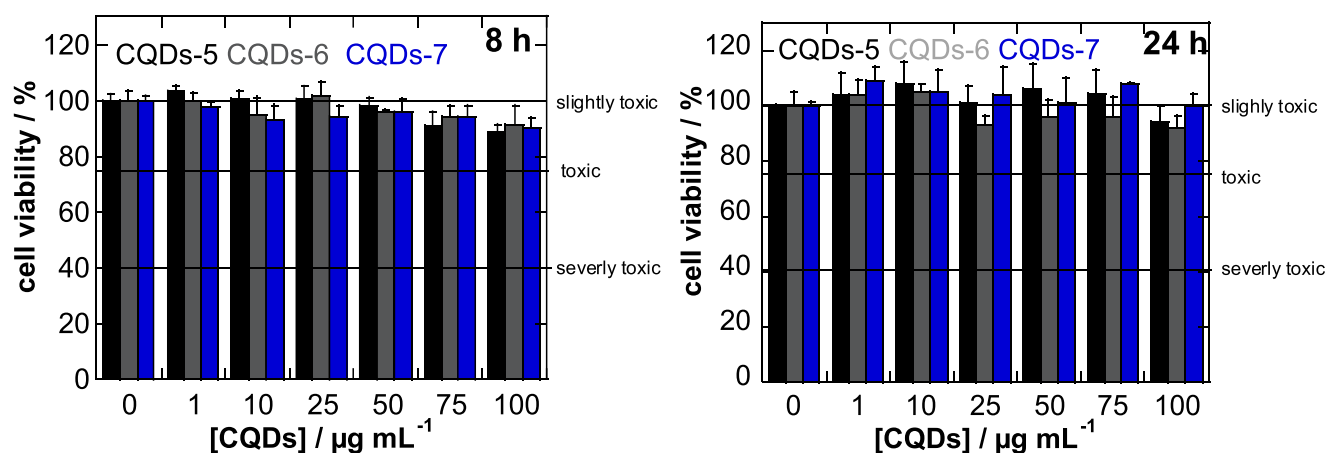 120
100
80
60
40
20
0
cell viability / %
CQDs-5 CQDs-6 CQDs-7
8 h
slightly toxic
toxic
severly toxic
0 1 10 25 50 75 100
[CQDs] / µg mL⁻¹
120
100
80
60
40
20
0
cell viability / %
CQDs-5 CQDs-6 CQDs-7
24 h
slighly toxic
toxic
severly toxic
0 1 10 25 50 75 100
[CQDs] / µg mL⁻¹